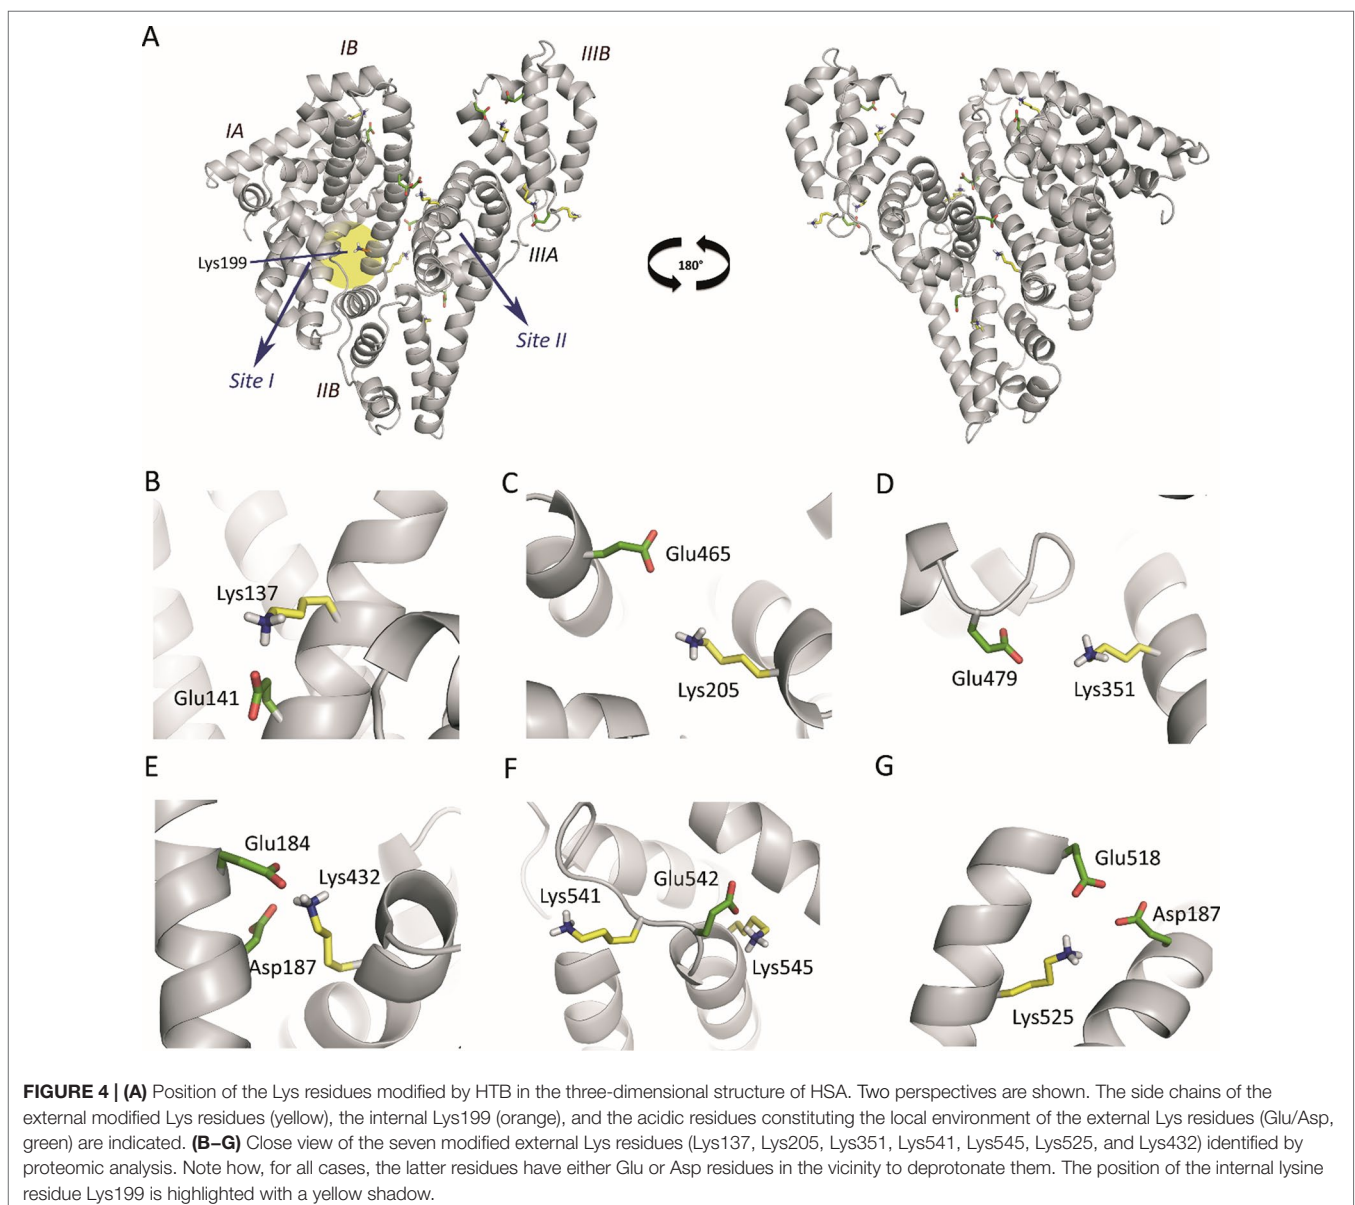 A
IB
IIIB
IA
Lys199
IIIA
180°
Site II
Site I
IIB
B
C
D
Glu465
Lys137
Lys205
Glu141
Glu479
Lys351
E
F
G
Glu184
Lys432
Asp187
Glu542
Lys541
Lys545
Glu518
Asp187
Lys525
FIGURE 4 | (A) Position of the Lys residues modified by HTB in the three-dimensional structure of HSA. Two perspectives are shown. The side chains of the
external modified Lys residues (yellow), the internal Lys199 (orange), and the acidic residues constituting the local environment of the external Lys residues (Glu/Asp,
green) are indicated. (B–G) Close view of the seven modified external Lys residues (Lys137, Lys205, Lys351, Lys541, Lys545, Lys525, and Lys432) identified by
proteomic analysis. Note how, for all cases, the latter residues have either Glu or Asp residues in the vicinity to deprotonate them. The position of the internal lysine
residue Lys199 is highlighted with a yellow shadow.